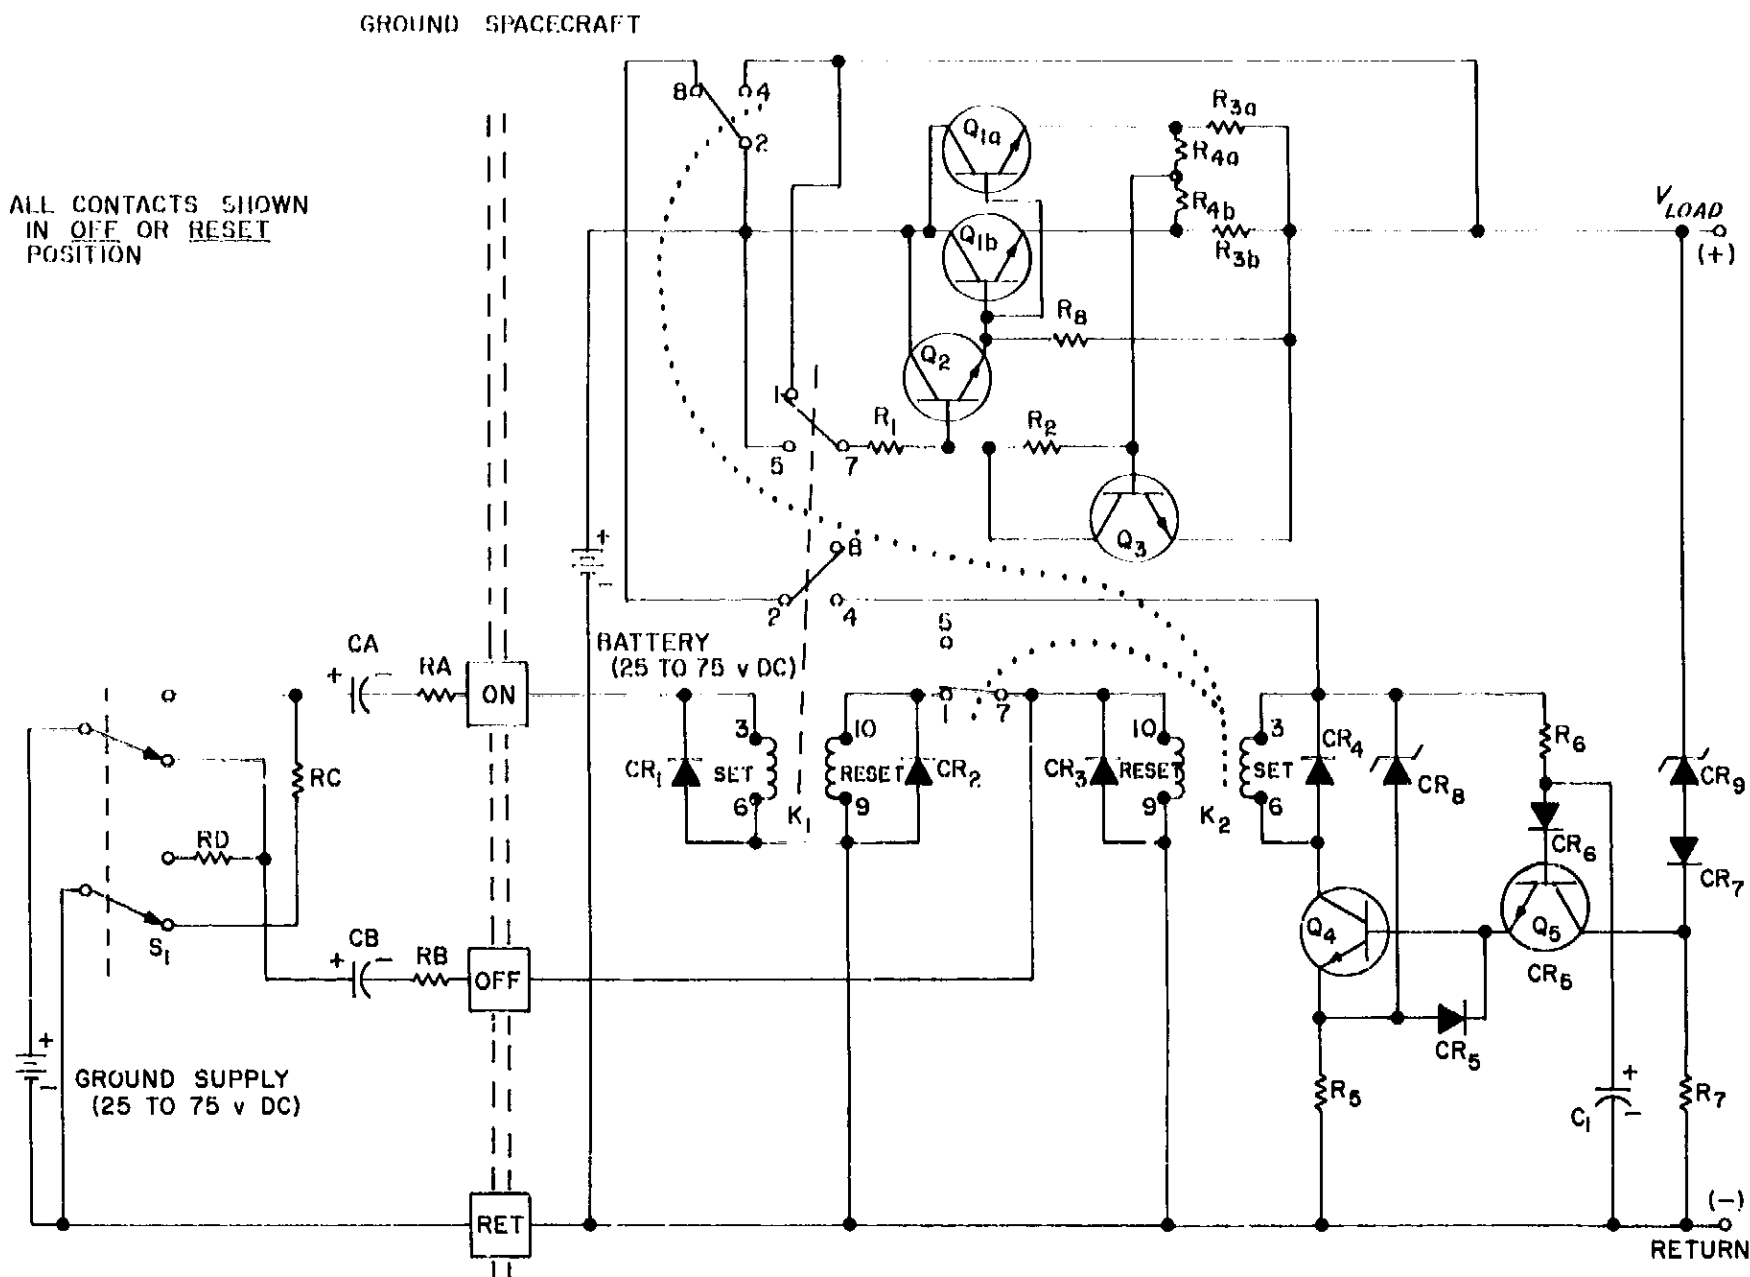 GROUND SPACECRAFT
ALL CONTACTS SHOWN
IN OFF OR RESET
POSITION
8
4
2
Q1a
R3a
R4a
R4b
Q1b
R3b
VLOAD
(+)
R8
Q2
1
5
7
R1
R2
Q3
+
-
8
2
4
5
BATTERY
(25 TO 75 v DC)
CA
+
-
RA
ON
1
7
3
10
10
3
CR1
SET
RESET
CR2
CR3
RESET
SET
CR4
CR8
R6
CR9
6
K1
9
9
K2
6
CR6
CR7
RC
RD
S1
CB
+
-
RB
OFF
Q4
Q5
CR5
CR5
+
-
GROUND SUPPLY
(25 TO 75 v DC)
R5
C1
+
-
R7
RET
(-)
RETURN